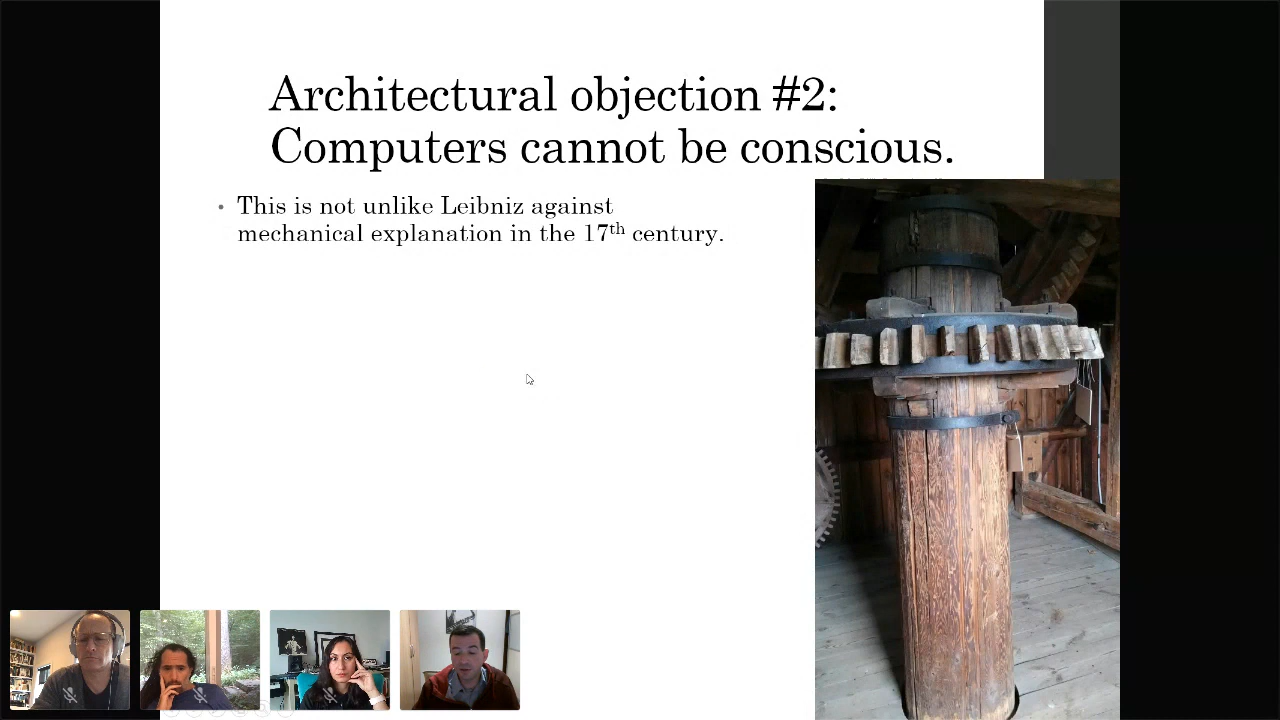 Architectural objection #2:
Computers cannot be conscious.
• This is not unlike Leibniz against
mechanical explanation in the 17th century.